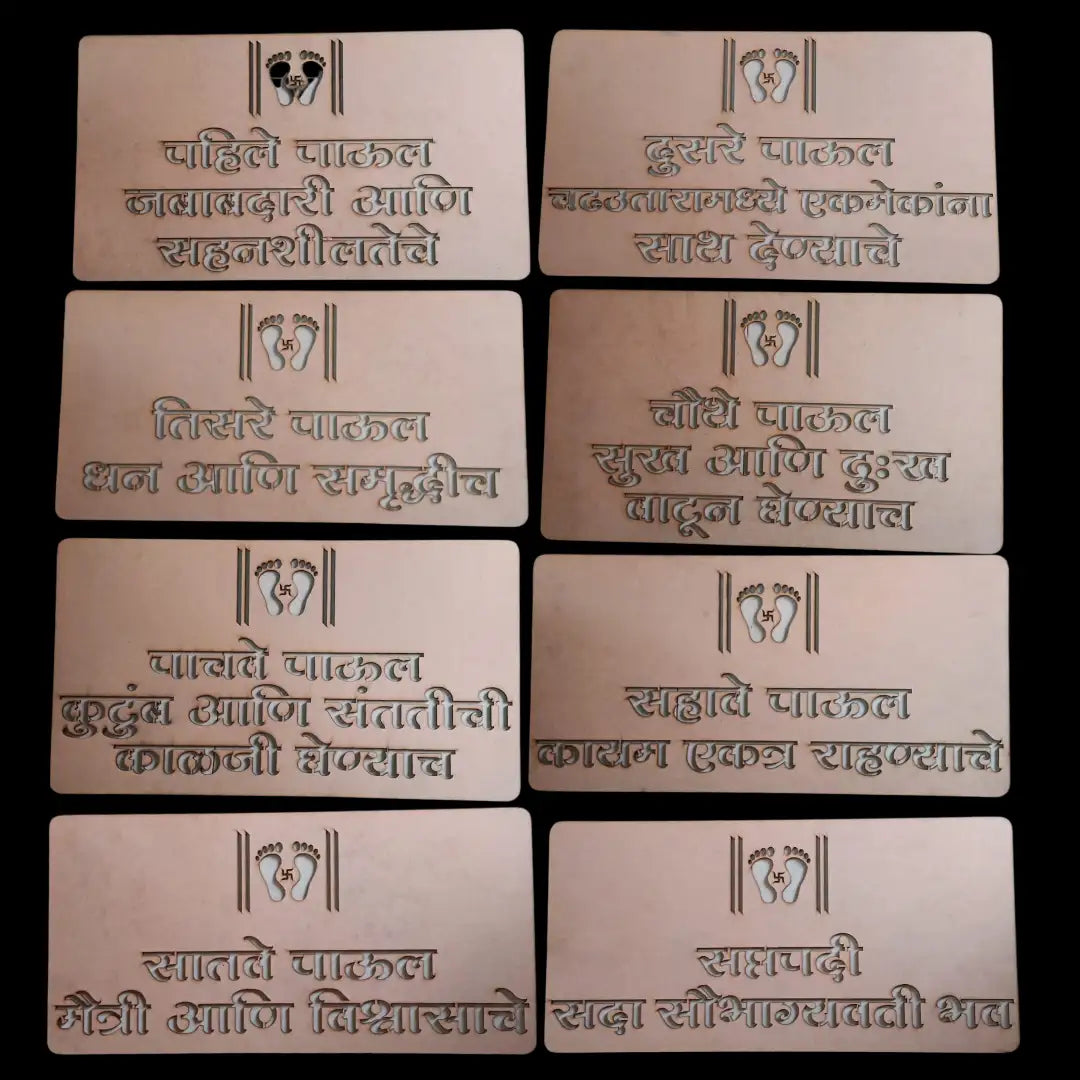 पहिले पाऊल
जबाबदारी आणि
सहनशीलतेचे
दुसरे पाऊल
चढउतारामध्ये एकमेकांना
साथ देण्याचे
तिसरे पाऊल
धन आणि समृद्धीच
चौथे पाऊल
सुख आणि दुःख
वाटून घेण्याच
पाचवे पाऊल
कुटुंब आणि संततीची
काळजी घेण्याच
सहावे पाऊल
कायम एकत्र राहण्याचे
सातवे पाऊल
मैत्री आणि विश्वासाचे
सप्तपदी
सदा सौभाग्यवती भव